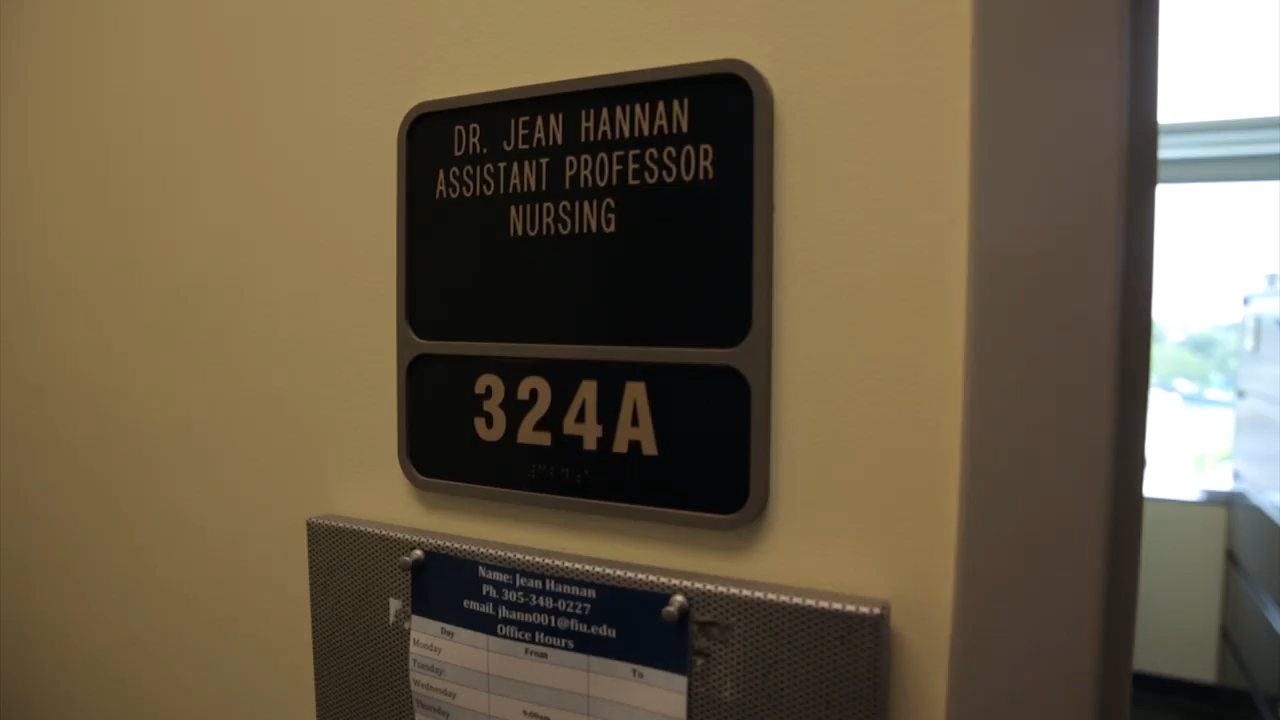 DR. JEAN HANNAN
ASSISTANT PROFESSOR
NURSING
324A
Name: Jean Hannan
Ph. 305-348-0227
email. jhann001@fiu.edu
Office Hours
Day From To
Monday
Tuesday
Wednesday
Thursday